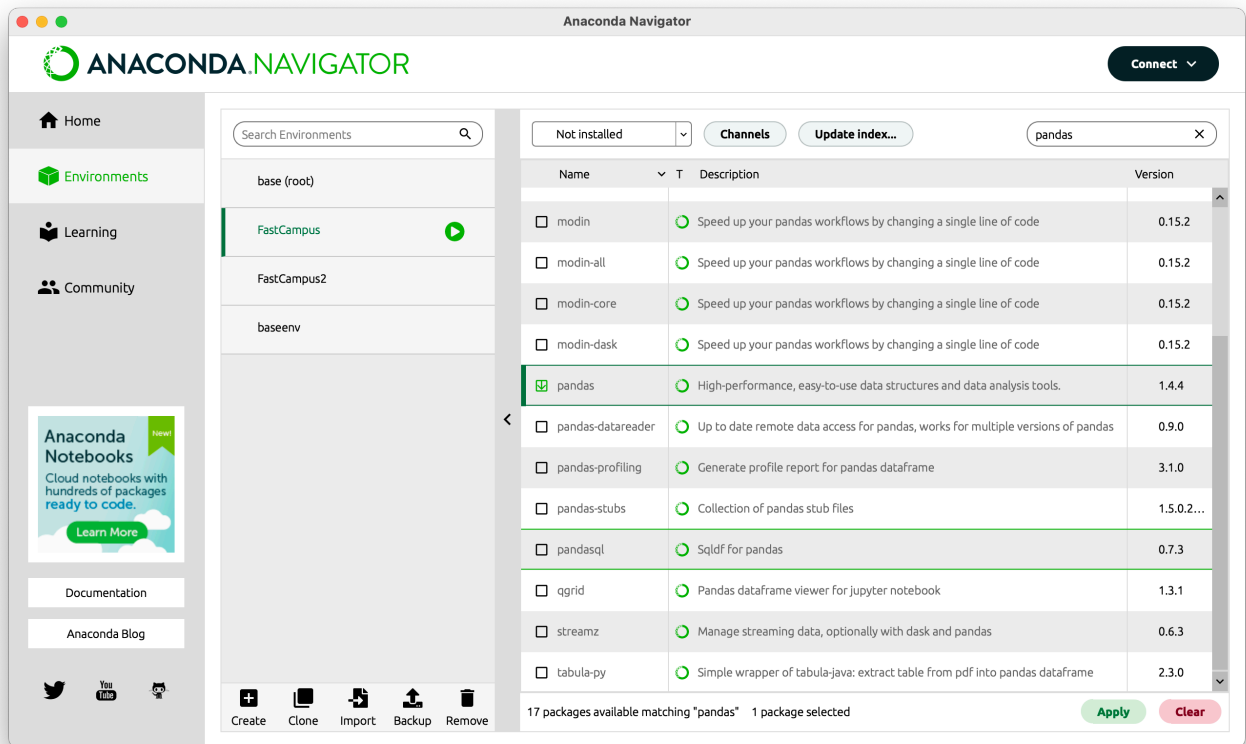 Anaconda Navigator
ANACONDA.NAVIGATOR
Connect
Home
Environments
Learning
Community
Anaconda
Notebooks
New!
Cloud notebooks with
hundreds of packages
ready to code.
Learn More
Documentation
Anaconda Blog
You
Tube
Search Environments
base (root)
FastCampus
FastCampus2
baseenv
Create Clone Import Backup Remove
Not installed Channels Update index... pandas
Name T Description Version
modin Speed up your pandas workflows by changing a single line of code 0.15.2
modin-all Speed up your pandas workflows by changing a single line of code 0.15.2
modin-core Speed up your pandas workflows by changing a single line of code 0.15.2
modin-dask Speed up your pandas workflows by changing a single line of code 0.15.2
pandas High-performance, easy-to-use data structures and data analysis tools. 1.4.4
pandas-datareader Up to date remote data access for pandas, works for multiple versions of pandas 0.9.0
pandas-profiling Generate profile report for pandas dataframe 3.1.0
pandas-stubs Collection of pandas stub files 1.5.0.2...
pandasql Sqldf for pandas 0.7.3
qgrid Pandas dataframe viewer for jupyter notebook 1.3.1
streamz Manage streaming data, optionally with dask and pandas 0.6.3
tabula-py Simple wrapper of tabula-java: extract table from pdf into pandas dataframe 2.3.0
17 packages available matching "pandas" 1 package selected Apply Clear